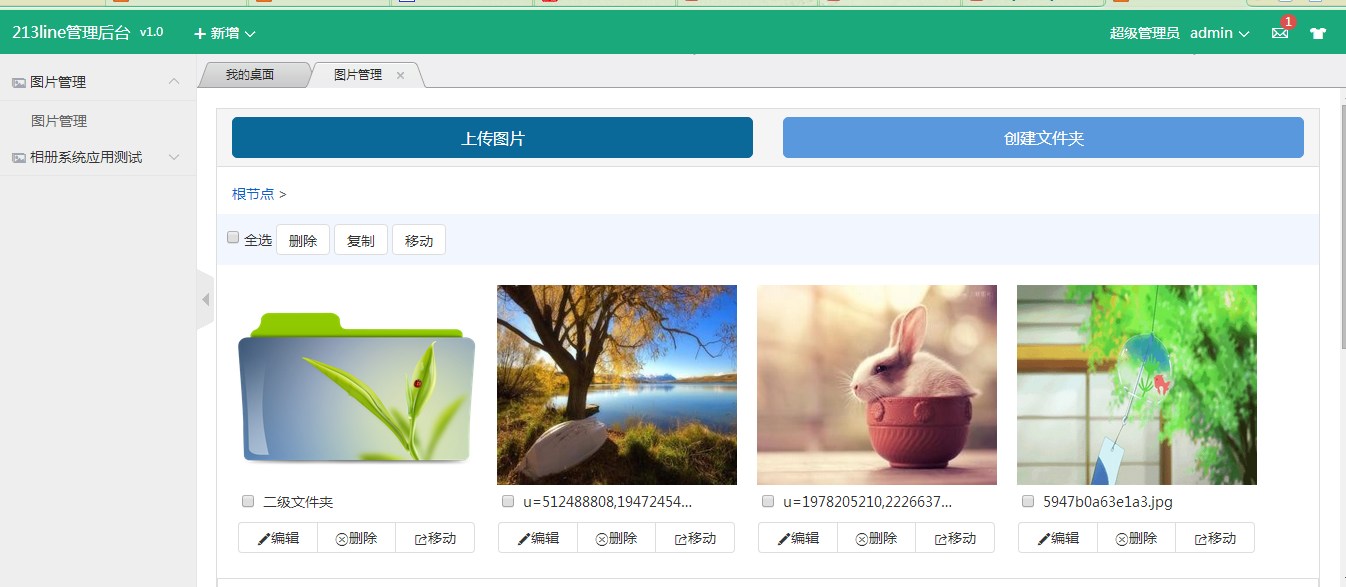 213line管理后台 v1.0 新增 超级管理员 admin 1
图片管理
图片管理
相册系统应用测试
我的桌面 图片管理
上传图片 创建文件夹
根节点 >
全选 删除 复制 移动
二级文件夹 u=512488808,19472454... u=1978205210,2226637... 5947b0a63e1a3.jpg
编辑 删除 移动 编辑 删除 移动 编辑 删除 移动 编辑 删除 移动